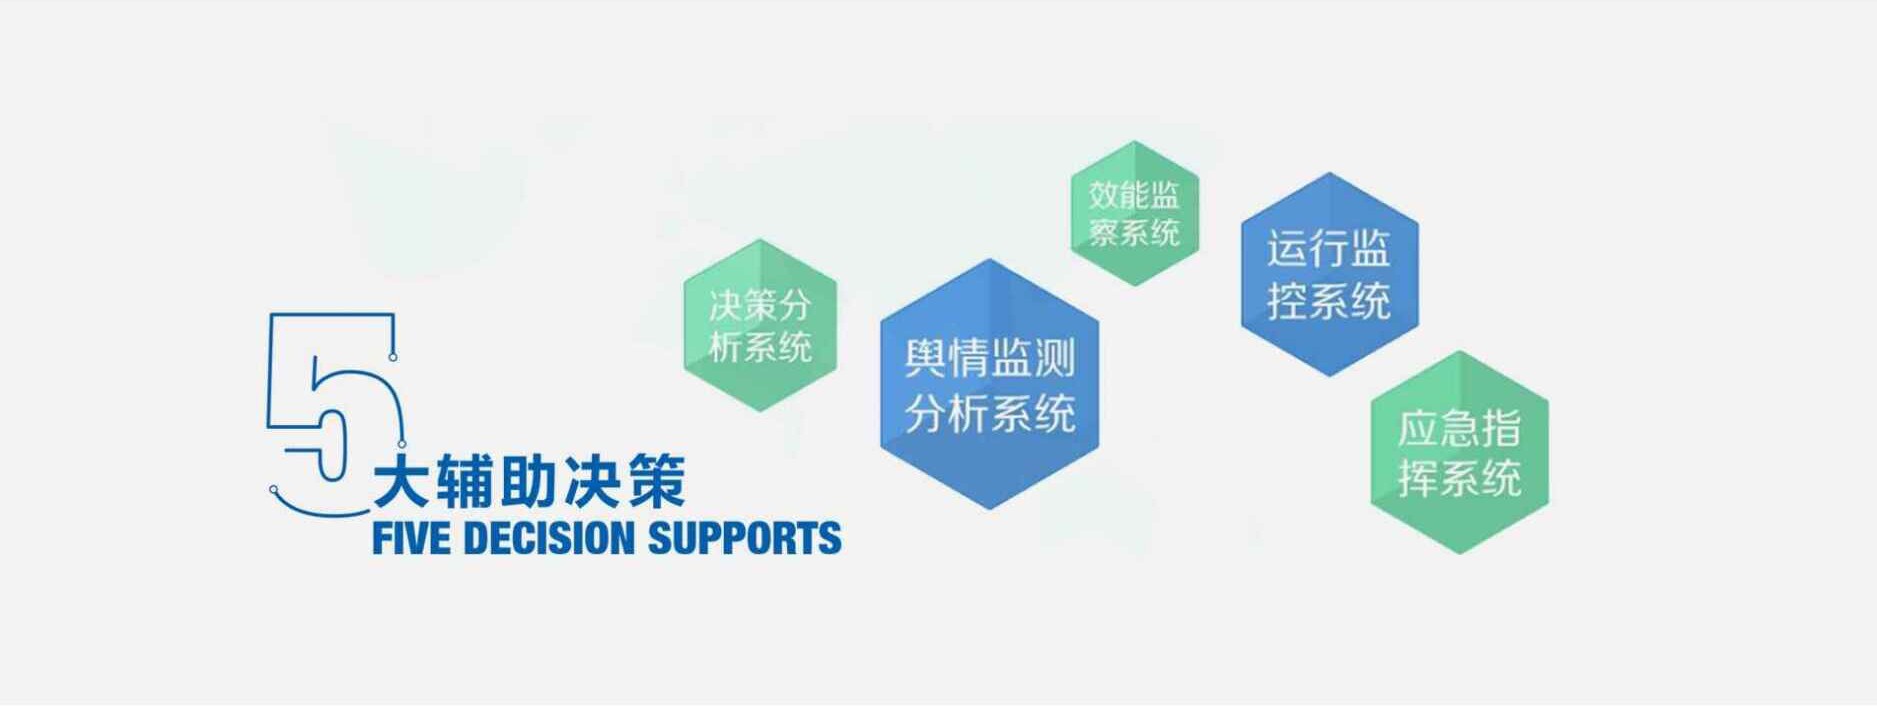 5
大辅助决策
FIVE DECISION SUPPORTS
决策分
析系统
舆情监测
分析系统
效能监
察系统
运行监
控系统
应急指
挥系统